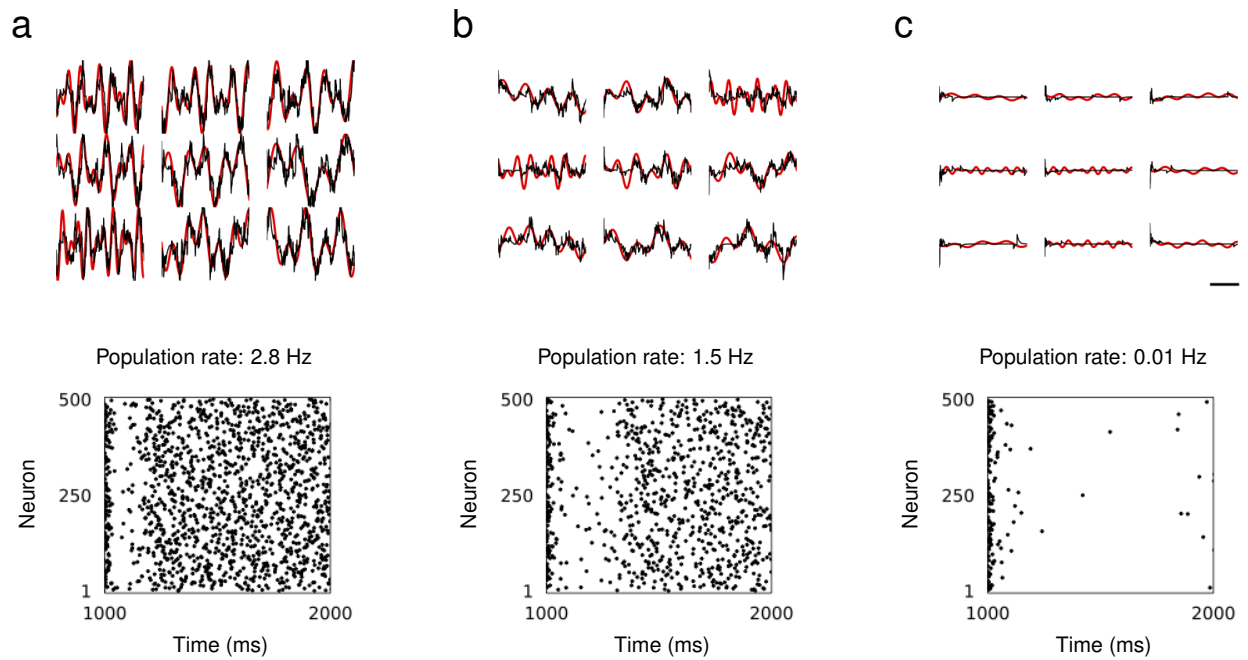 a
b
c
Population rate: 2.8 Hz
Population rate: 1.5 Hz
Population rate: 0.01 Hz
500
250
1
Neuron
1000
2000
Time (ms)
500
250
1
Neuron
1000
2000
Time (ms)
500
250
1
Neuron
1000
2000
Time (ms)